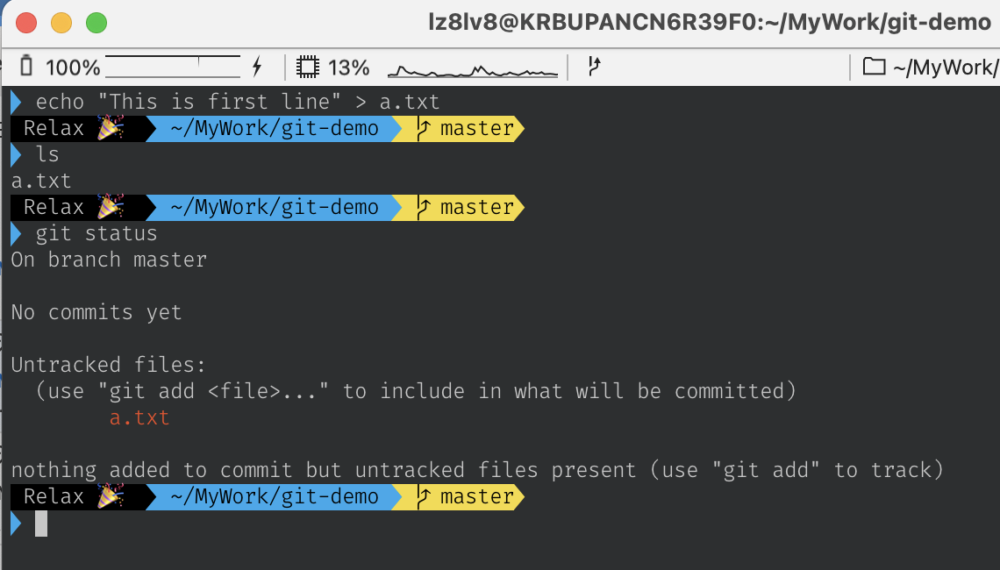 lz8lv8@KRBUPANCN6R39F0:~/MyWork/git-demo
100% 13% ~/MyWork/
echo "This is first line" > a.txt
Relax 🎉 ~/MyWork/git-demo master
ls
a.txt
Relax 🎉 ~/MyWork/git-demo master
git status
On branch master
No commits yet
Untracked files:
(use "git add <file>..." to include in what will be committed)
a.txt
nothing added to commit but untracked files present (use "git add" to track)
Relax 🎉 ~/MyWork/git-demo master